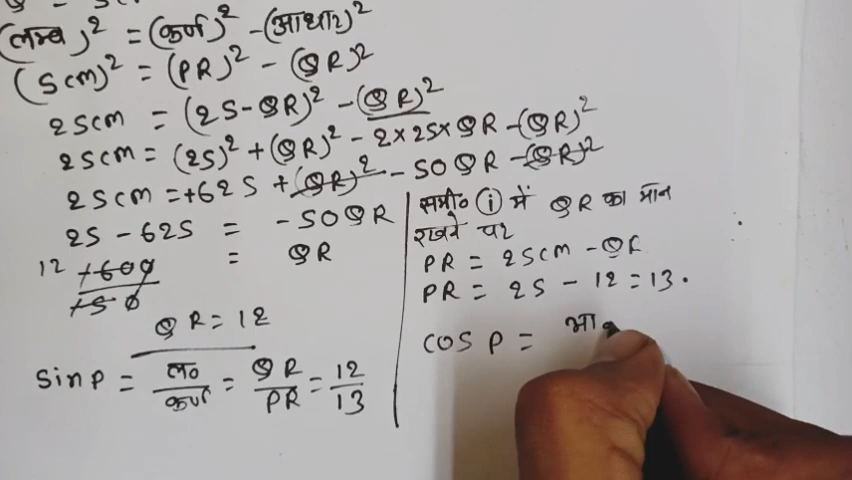 (लम्ब)² = (कर्ण)² - (आधार)²
(5cm)² = (PR)² - (QR)²
25cm = (25-QR)² - (QR)²
25cm = (25)² + (QR)² - 2×25×QR - (QR)²
25cm = +625 + (QR)² - 50QR - (QR)²
25 - 625 = - 50QR
12 +600 / +50 = QR
QR = 12
sinp = ल० / कर्ण = QR / PR = 12 / 13
समी० (i) में QR का मान
रखने पर
PR = 25cm - QR
PR = 25 - 12 = 13.
cos p = आ